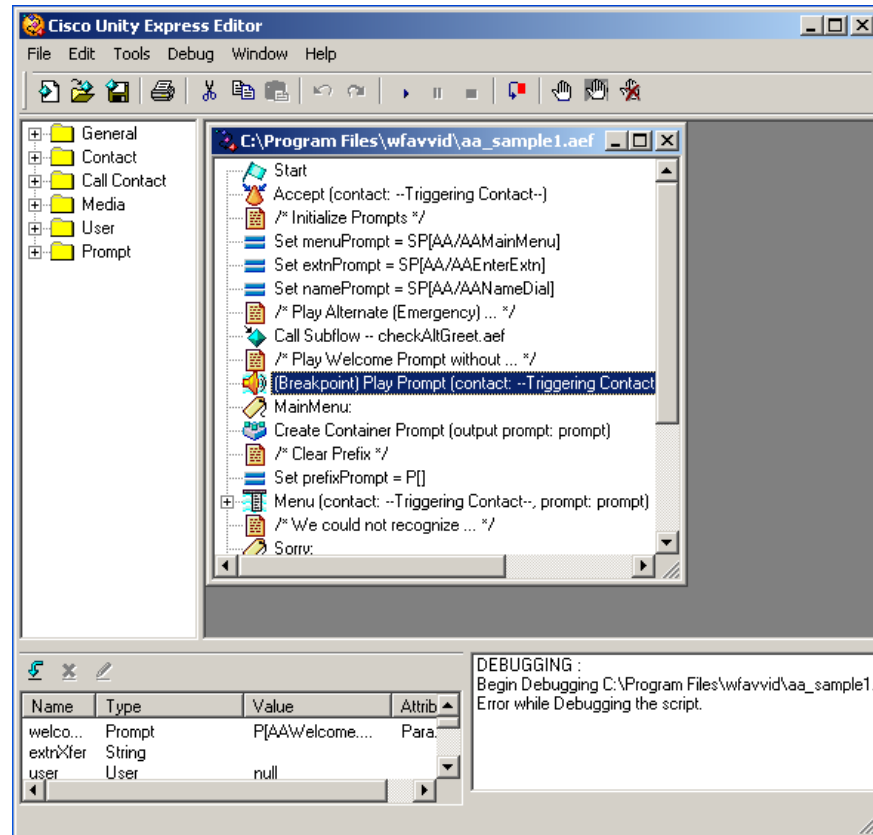 Cisco Unity Express Editor
File Edit Tools Debug Window Help
General
Contact
Call Contact
Media
User
Prompt
C:\Program Files\wfavvid\aa_sample1.aef
Start
Accept (contact: --Triggering Contact--)
/* Initialize Prompts */
Set menuPrompt = SP[AA/AAMainMenu]
Set extnPrompt = SP[AA/AAEnterExtn]
Set namePrompt = SP[AA/AANameDial]
/* Play Alternate (Emergency) ... */
Call Subflow -- checkAltGreet.aef
/* Play Welcome Prompt without ... */
(Breakpoint) Play Prompt (contact: --Triggering Contact
MainMenu:
Create Container Prompt (output prompt: prompt)
/* Clear Prefix */
Set prefixPrompt = P[]
Menu (contact: --Triggering Contact--, prompt: prompt)
/* We could not recognize ... */
Sorry:
Name Type Value Attrib
welco... Prompt P[AAWelcome.... Para.
extnXfer String
user User null
DEBUGGING :
Begin Debugging C:\Program Files\wfavvid\aa_sample1.
Error while Debugging the script.